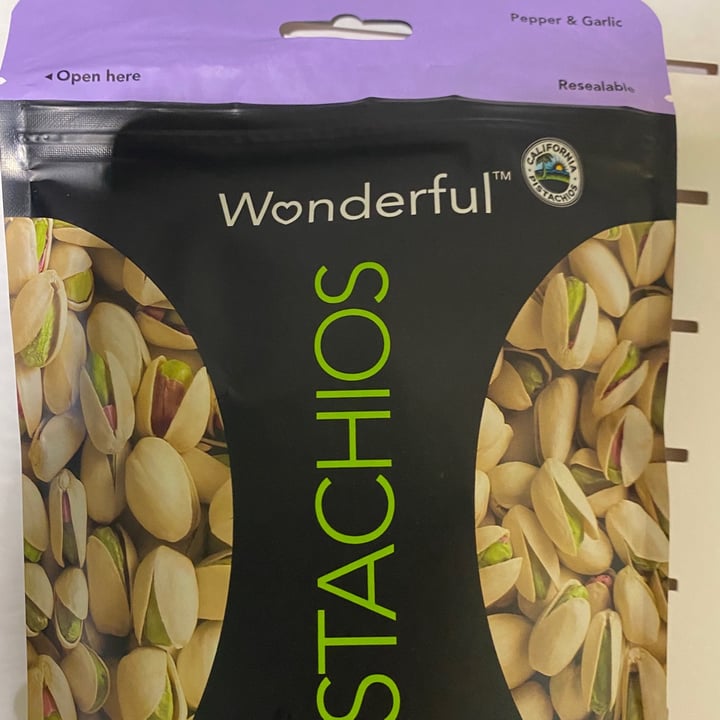 Pepper & Garlic
◂ Open here
Resealable
Wonderful™
CALIFORNIA
PISTACHIOS
STACHIOS